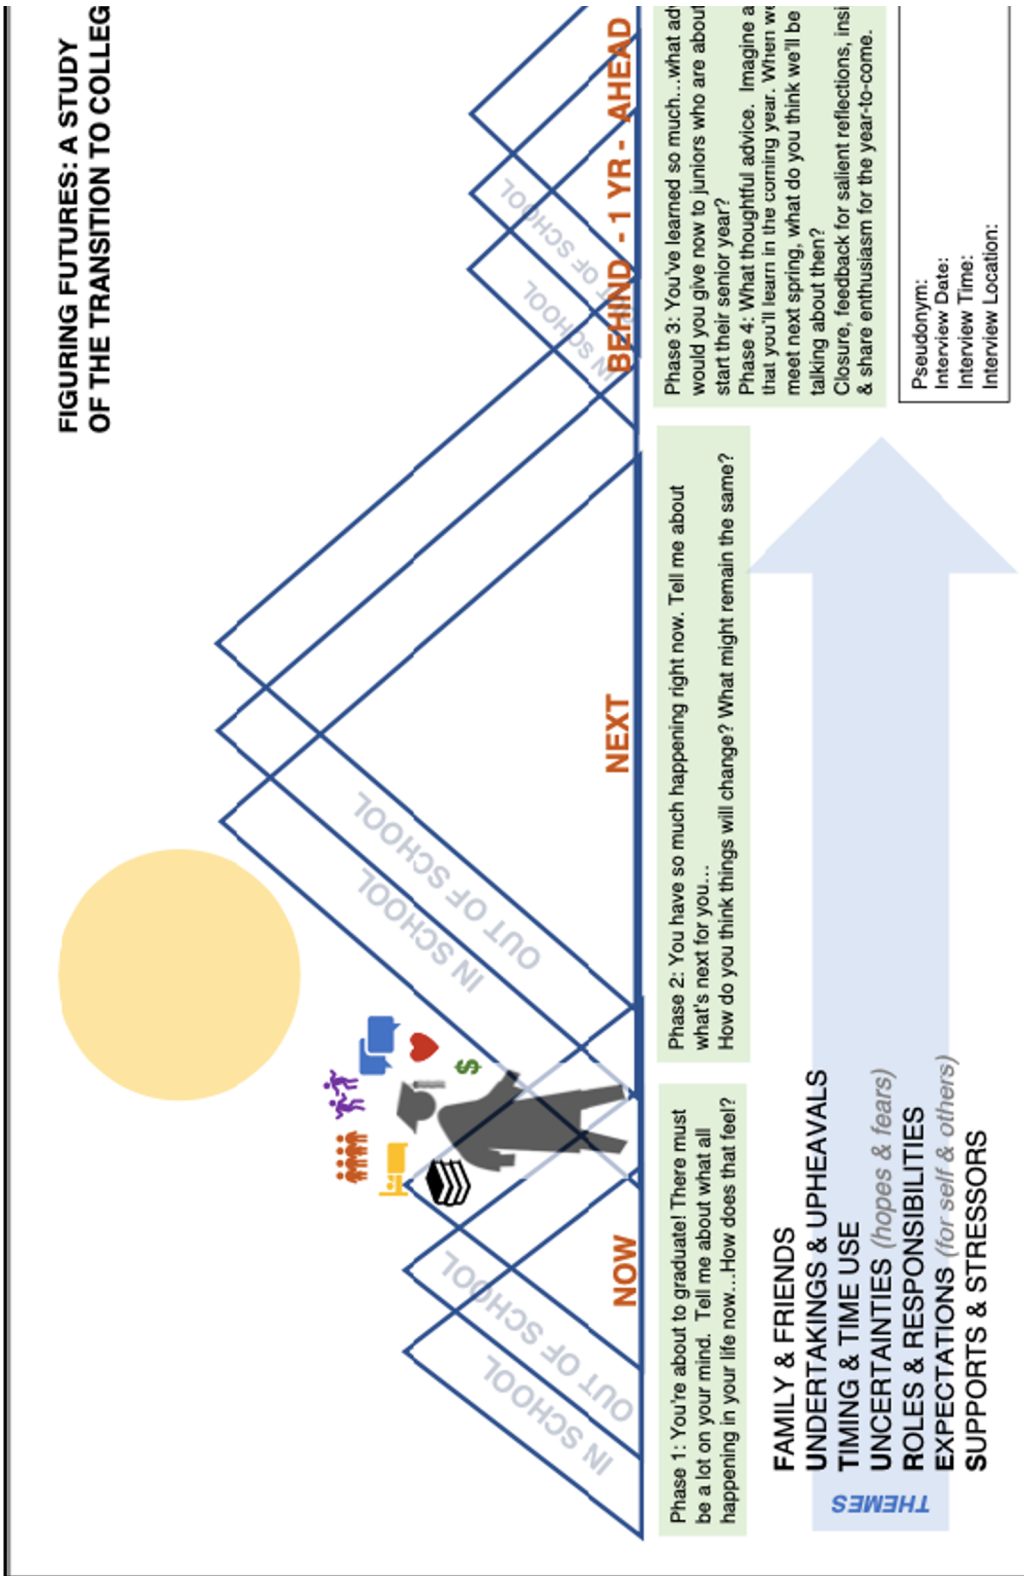 FIGURING FUTURES: A STUDY
OF THE TRANSITION TO COLLEG
IN SCHOOL
OUT OF SCHOOL
IN SCHOOL
OUT OF SCHOOL
IN SCHOOL
OF SCHOOL
$
NOW
NEXT
BEHIND - 1 YR - AHEAD
Phase 1: You're about to graduate! There must
be a lot on your mind. Tell me about what all
happening in your life now...How does that feel?
Phase 2: You have so much happening right now. Tell me about
what's next for you...
How do you think things will change? What might remain the same?
Phase 3: You've learned so much...what adv
would you give now to juniors who are about
start their senior year?
Phase 4: What thoughtful advice. Imagine a
that you'll learn in the coming year. When we
meet next spring, what do you think we'll be
talking about then?
Closure, feedback for salient reflections, insi
& share enthusiasm for the year-to-come.
THEMES
FAMILY & FRIENDS
UNDERTAKINGS & UPHEAVALS
TIMING & TIME USE
UNCERTAINTIES (hopes & fears)
ROLES & RESPONSIBILITIES
EXPECTATIONS (for self & others)
SUPPORTS & STRESSORS
Pseudonym:
Interview Date:
Interview Time:
Interview Location: